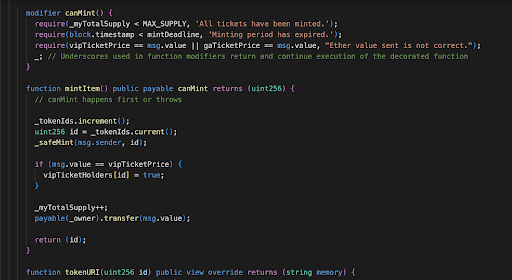 modifier canMint() {
require(_myTotalSupply < MAX_SUPPLY, 'All tickets have been minted.');
require(block.timestamp < mintDeadline, 'Minting period has expired.');
require(vipTicketPrice == msg.value || gaTicketPrice == msg.value, "Ether value sent is not correct.");
_; // Underscores used in function modifiers return and continue execution of the decorated function
}
function mintItem() public payable canMint returns (uint256) {
// canMint happens first or throws
_tokenIds.increment();
uint256 id = _tokenIds.current();
_safeMint(msg.sender, id);
if (msg.value == vipTicketPrice) {
vipTicketHolders[id] = true;
}
_myTotalSupply++;
payable(_owner).transfer(msg.value);
return (id);
}
function tokenURI(uint256 id) public view override returns (string memory) {